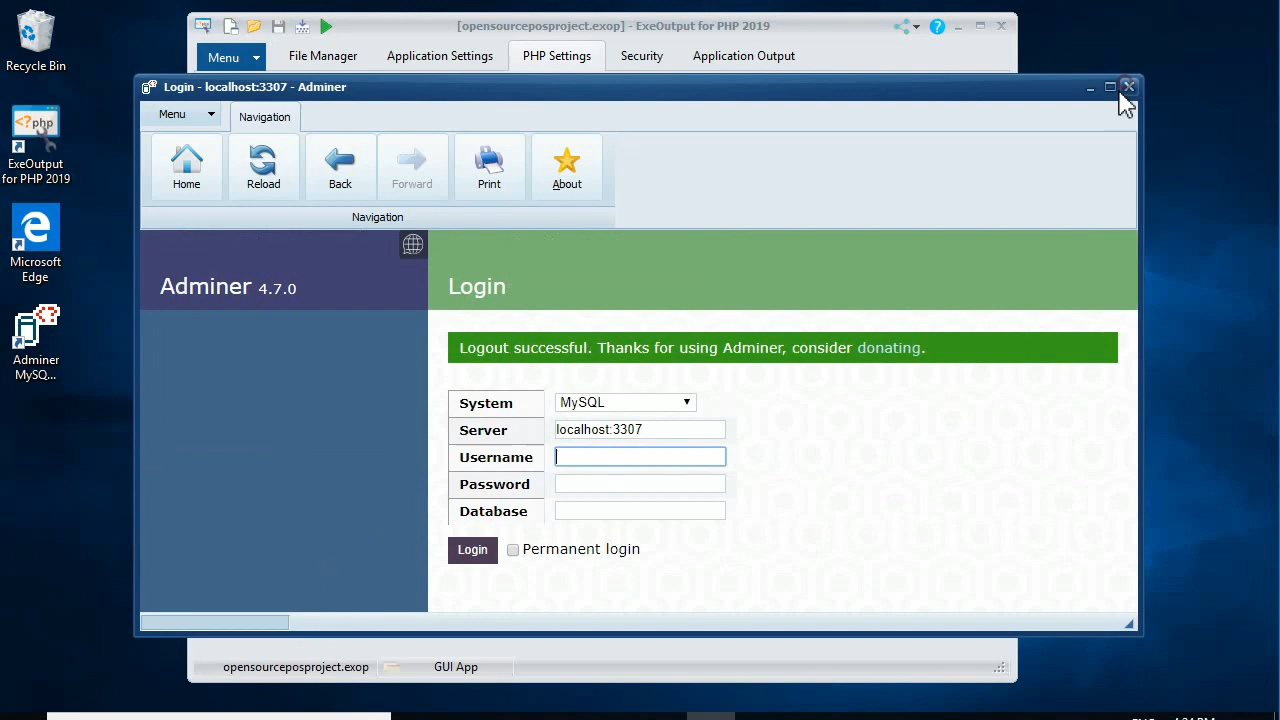 Recycle Bin
<?php
ExeOutput
for PHP 2019
Microsoft
Edge
Adminer
MySQ...
[opensourceposproject.exop] - ExeOutput for PHP 2019
?
Menu
File Manager
Application Settings
PHP Settings
Security
Application Output
Login - localhost:3307 - Adminer
Menu
Navigation
Home
Reload
Back
Forward
Print
About
Navigation
Adminer 4.7.0
Login
Logout successful. Thanks for using Adminer, consider donating.
System MySQL
Server localhost:3307
Username
Password
Database
Login
Permanent login
opensourceposproject.exop
GUI App